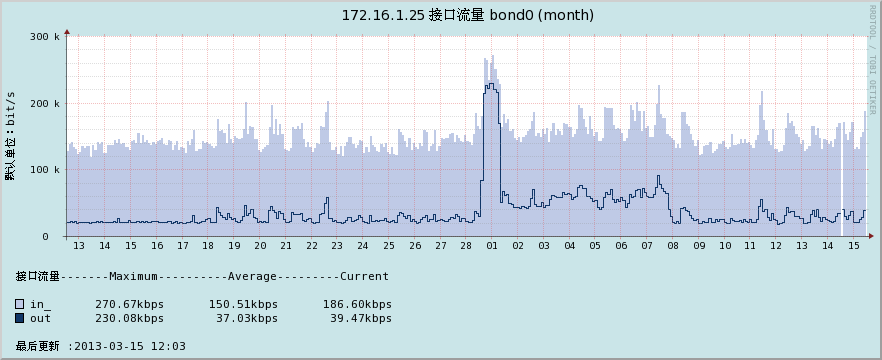 172.16.1.25 接口流量 bond0 (month)
RRDTOOL / TOBI OETIKER
默认单位：bit/s
300 k
200 k
100 k
0
13 14 15 16 17 18 19 20 21 22 23 24 25 26 27 28 01 02 03 04 05 06 07 08 09 10 11 12 13 14 15
接口流量-------Maximum----------Average---------Current
in_ 270.67kbps 150.51kbps 186.60kbps
out 230.08kbps 37.03kbps 39.47kbps
最后更新 :2013-03-15 12:03